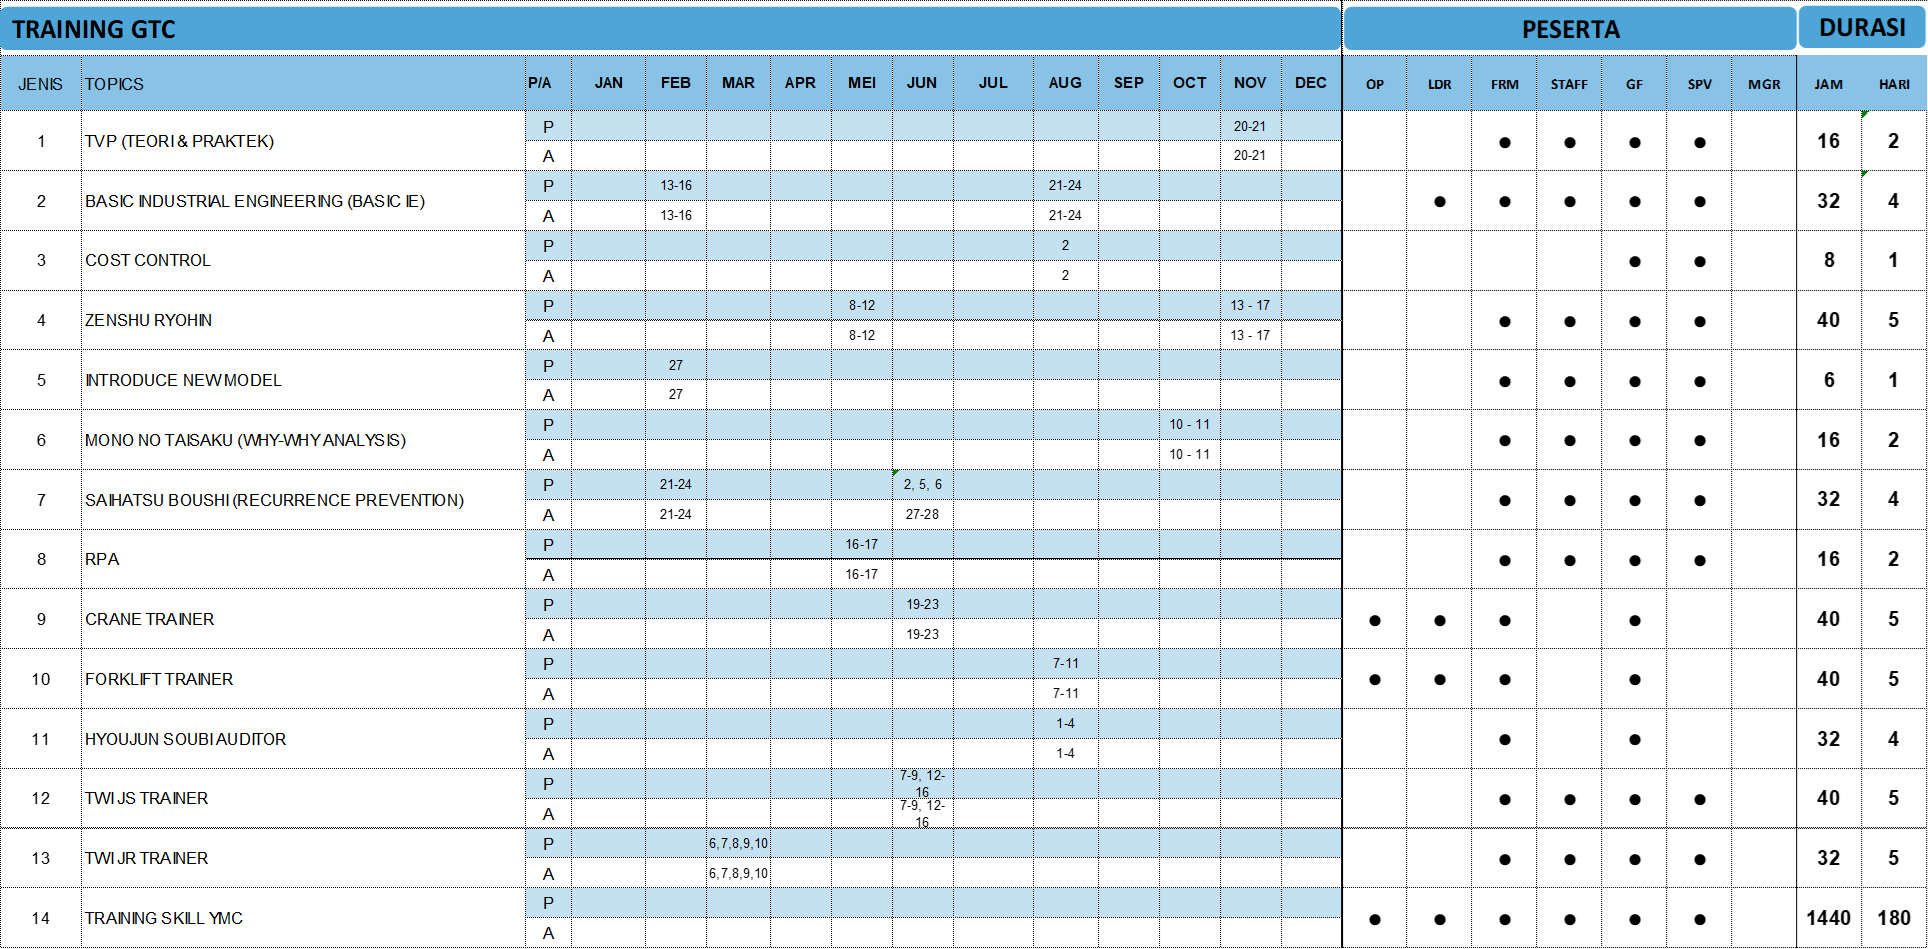 TRAINING GTC PESERTA DURASI
JENIS TOPICS P/A JAN FEB MAR APR MEI JUN JUL AUG SEP OCT NOV DEC OP LDR FRM STAFF GF SPV MGR JAM HARI
P 20-21
1 TVP (TEORI & PRAKTEK) ● ● ● ● 16 2
A 20-21
P 13-16 21-24
2 BASIC INDUSTRIAL ENGINEERING (BASIC IE) ● ● ● ● ● 32 4
A 13-16 21-24
P 2
3 COST CONTROL ● ● 8 1
A 2
P 8-12 13 - 17
4 ZENSHU RYOHIN ● ● ● ● 40 5
A 8-12 13 - 17
P 27
5 INTRODUCE NEW MODEL ● ● ● ● 6 1
A 27
P 10 - 11
6 MONO NO TAISAKU (WHY-WHY ANALYSIS) ● ● ● ● 16 2
A 10 - 11
P 21-24 2, 5, 6
7 SAIHATSU BOUSHI (RECURRENCE PREVENTION) ● ● ● ● 32 4
A 21-24 27-28
P 16-17
8 RPA ● ● ● ● 16 2
A 16-17
P 19-23
9 CRANE TRAINER ● ● ● ● 40 5
A 19-23
P 7-11
10 FORKLIFT TRAINER ● ● ● ● 40 5
A 7-11
P 1-4
11 HYOUJUN SOUBI AUDITOR ● ● 32 4
A 1-4
P 7-9, 12-
16
12 TWI JS TRAINER ● ● ● ● 40 5
A 7-9, 12-
16
P 6,7,8,9,10
13 TWI JR TRAINER ● ● ● ● 32 5
A 6,7,8,9,10
P
14 TRAINING SKILL YMC ● ● ● ● ● ● 1440 180
A